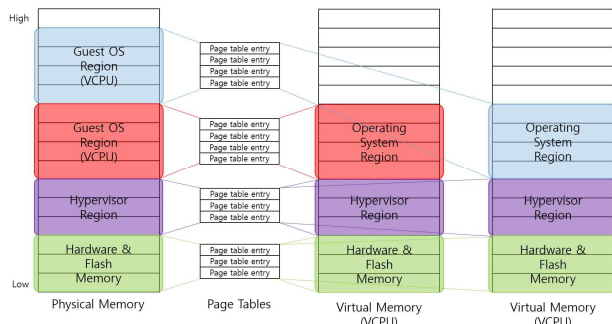 High
Guest OS
Region
(VCPU)
Guest OS
Region
(VCPU)
Hypervisor
Region
Hardware &
Flash
Memory
Low
Physical Memory
Page table entry
Page table entry
Page table entry
Page table entry
Page table entry
Page table entry
Page table entry
Page table entry
Page table entry
Page table entry
Page table entry
Page table entry
Page table entry
Page table entry
Page Tables
Operating
System
Region
Hypervisor
Region
Hardware &
Flash
Memory
Virtual Memory
(VCPU)
Operating
System
Region
Hypervisor
Region
Hardware &
Flash
Memory
Virtual Memory
(VCPU)